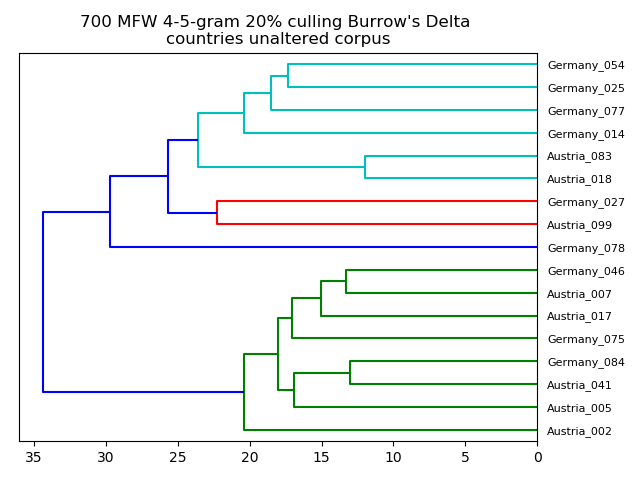 700 MFW 4-5-gram 20% culling Burrow's Delta
countries unaltered corpus
Germany_054
Germany_025
Germany_077
Germany_014
Austria_083
Austria_018
Germany_027
Austria_099
Germany_078
Germany_046
Austria_007
Austria_017
Germany_075
Germany_084
Austria_041
Austria_005
Austria_002
35 30 25 20 15 10 5 0